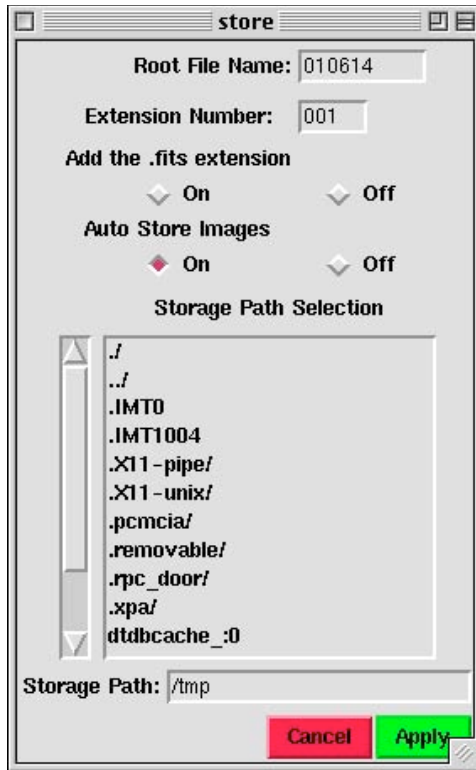 store
Root File Name: 010614
Extension Number: 001
Add the .fits extension
On Off
Auto Store Images
On Off
Storage Path Selection
./
../
.IMT0
.IMT1004
.X11-pipe/
.X11-unix/
.pcmcia/
.removable/
.rpc_door/
.xpa/
dtdbcache_:0
Storage Path: /tmp
Cancel Apply